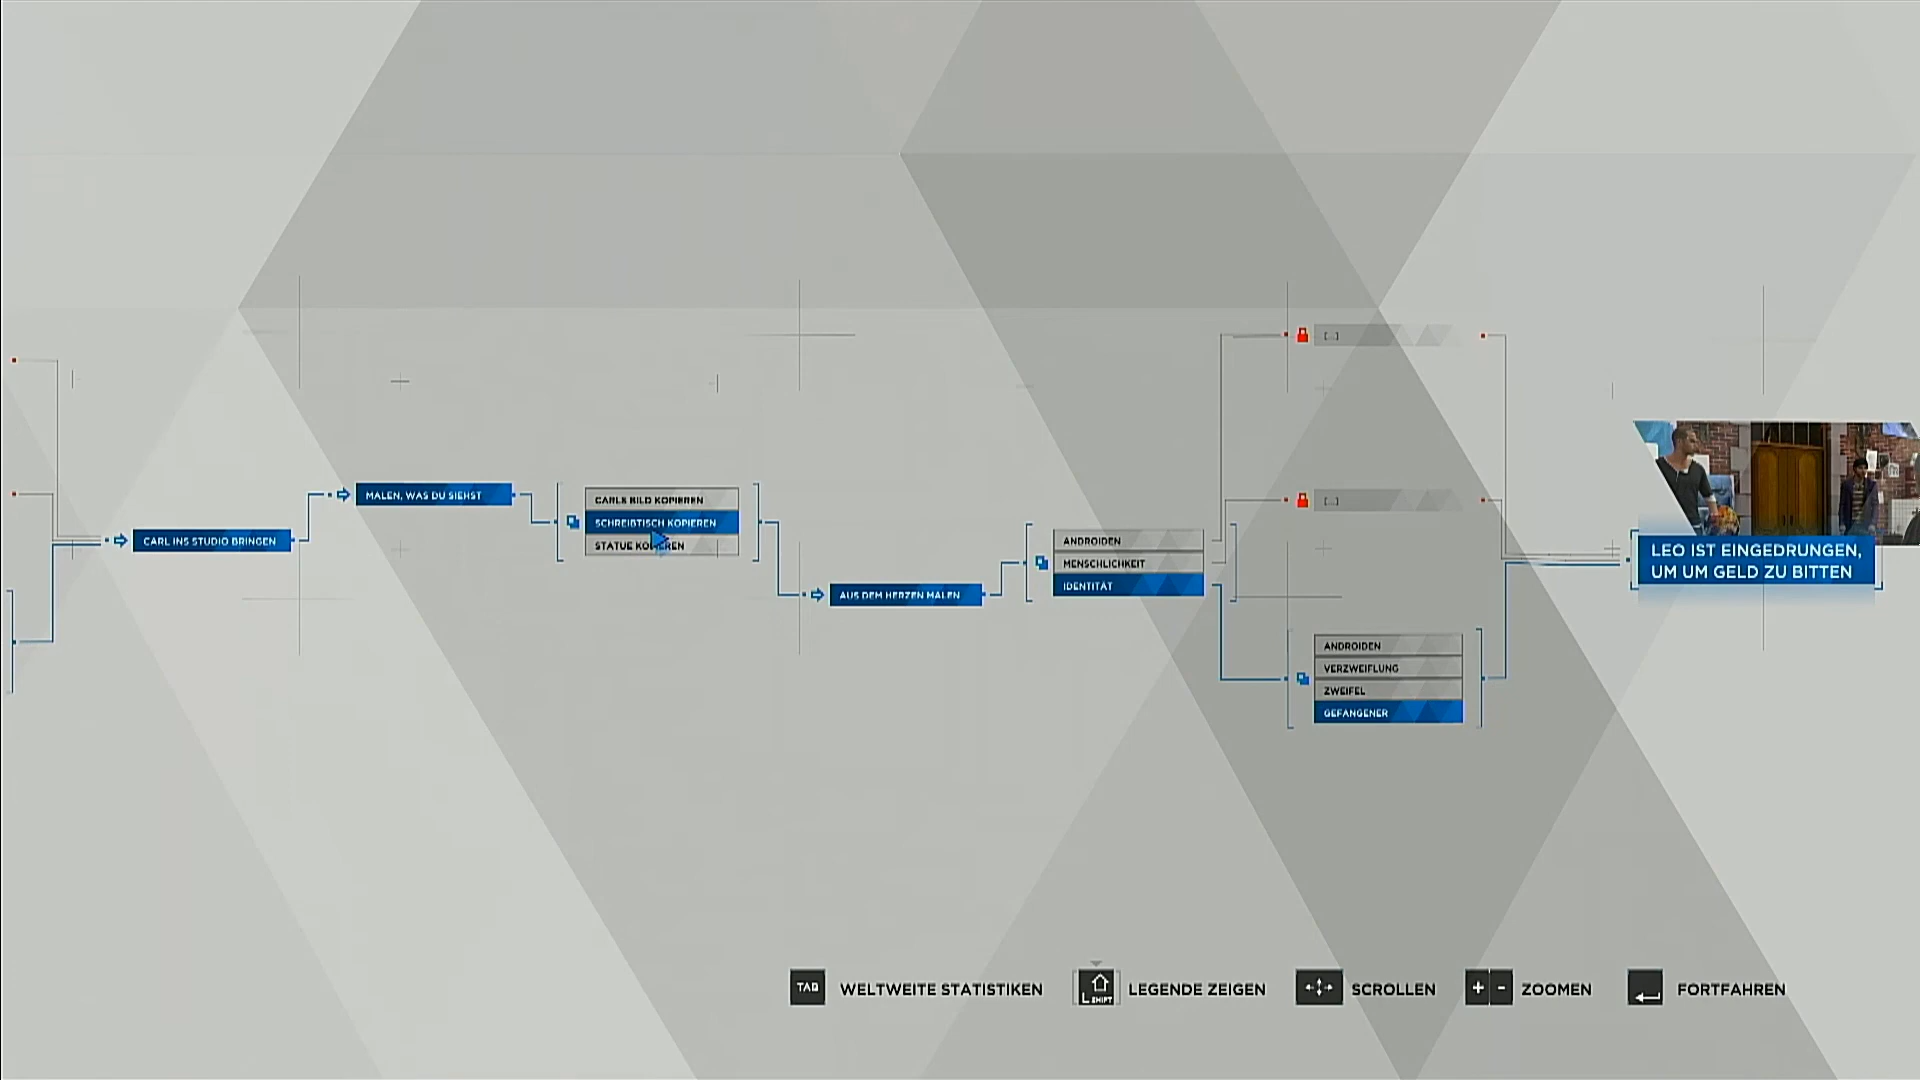 CARL INS STUDIO BRINGEN
MALEN, WAS DU SIEHST
CARLS BILD KOPIEREN
SCHREIBTISCH KOPIEREN
STATUE KOPIEREN
AUS DEM HERZEN MALEN
ANDROIDEN
MENSCHLICHKEIT
IDENTITÄT
[...]
[...]
ANDROIDEN
VERZWEIFLUNG
ZWEIFEL
GEFANGENER
LEO IST EINGEDRUNGEN,
UM UM GELD ZU BITTEN
TAB WELTWEITE STATISTIKEN
L SHIFT LEGENDE ZEIGEN
SCROLLEN
+ - ZOOMEN
FORTFAHREN